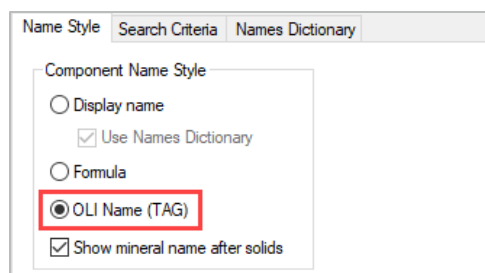 Name Style Search Criteria Names Dictionary
Component Name Style
Display name
Use Names Dictionary
Formula
OLI Name (TAG)
Show mineral name after solids